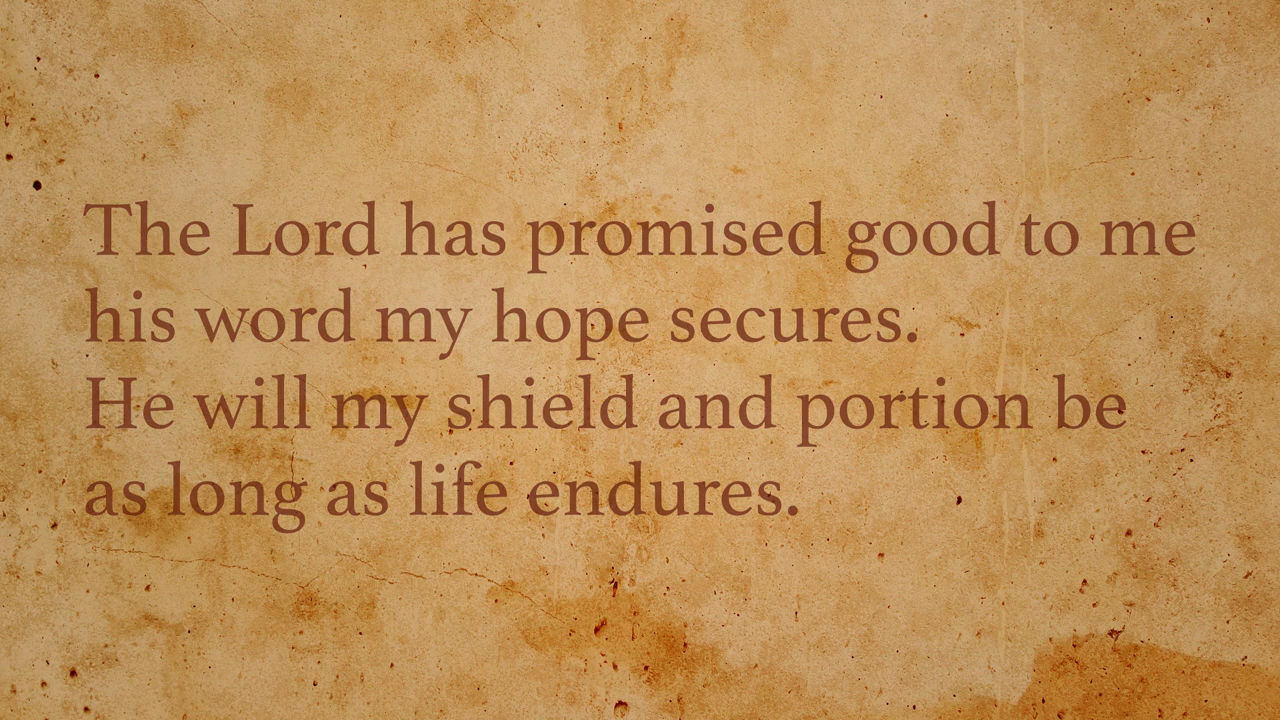 The Lord has promised good to me
his word my hope secures.
He will my shield and portion be
as long as life endures.